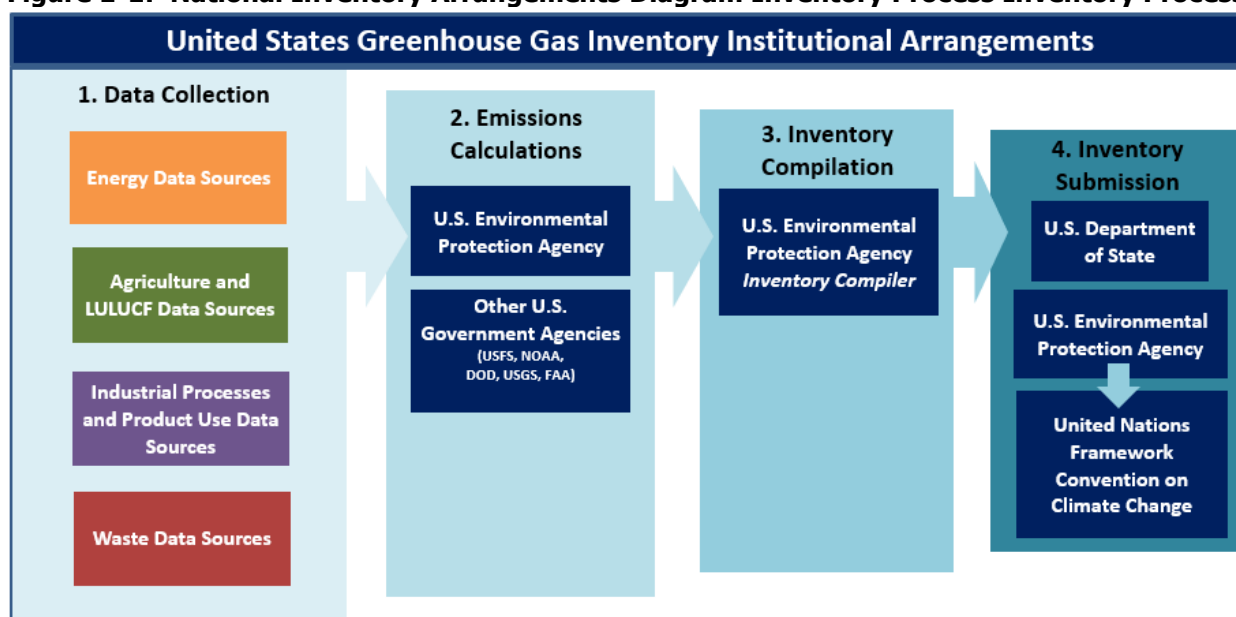 United States Greenhouse Gas Inventory Institutional Arrangements
1. Data Collection
Energy Data Sources
Agriculture and
LULUCF Data Sources
Industrial Processes
and Product Use Data
Sources
Waste Data Sources
2. Emissions
Calculations
U.S. Environmental
Protection Agency
Other U.S.
Government Agencies
(USFS, NOAA,
DOD, USGS, FAA)
3. Inventory
Compilation
U.S. Environmental
Protection Agency
Inventory Compiler
4. Inventory
Submission
U.S. Department
of State
U.S. Environmental
Protection Agency
United Nations
Framework
Convention on
Climate Change